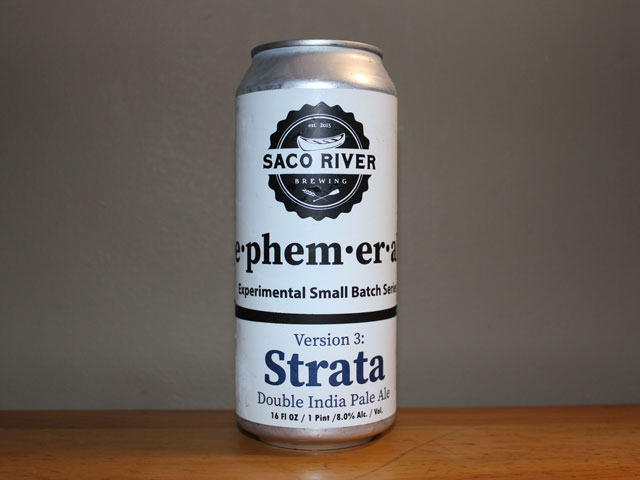 est. 2015
SACO RIVER
BREWING
e·phem·er·al
Experimental Small Batch Serie
Version 3:
Strata
Double India Pale Ale
16 Fl OZ / 1 Pint /8.0% Alc. / Vol.